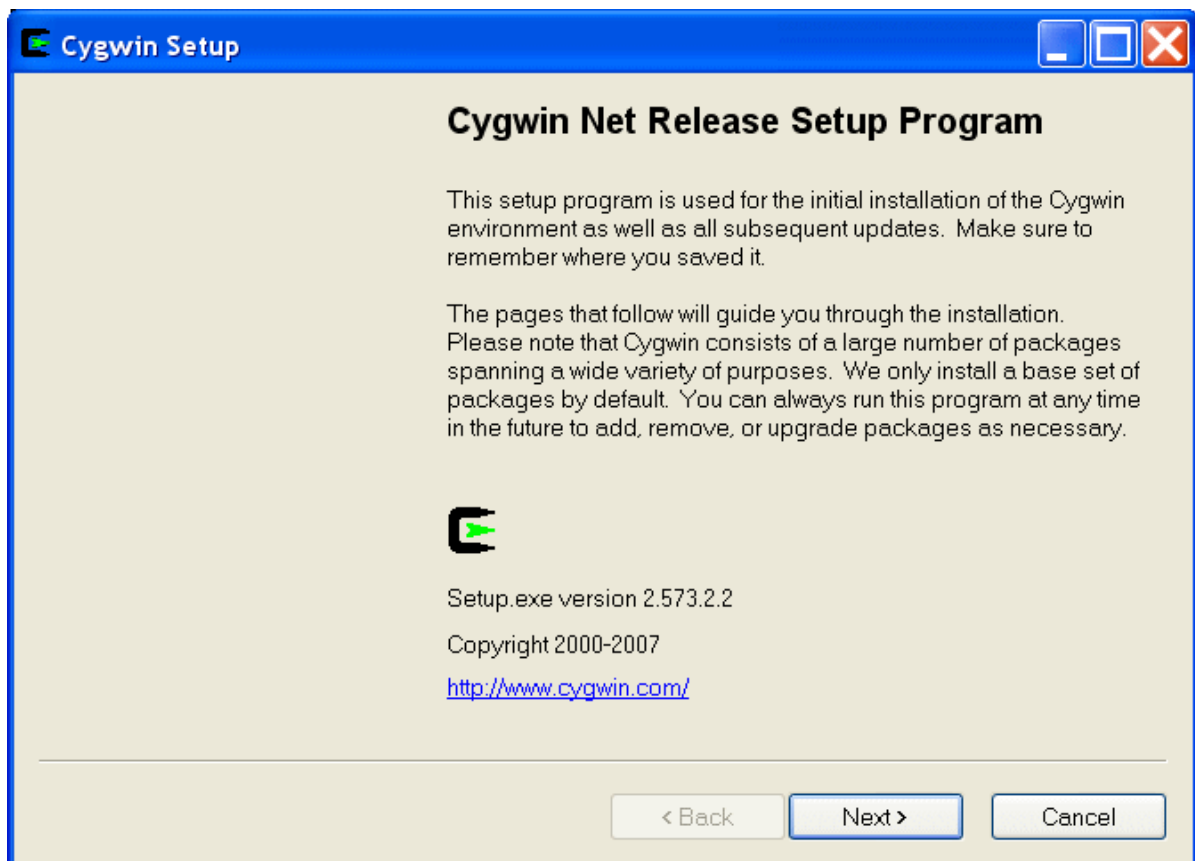 Cygwin Setup
Cygwin Net Release Setup Program
This setup program is used for the initial installation of the Cygwin
environment as well as all subsequent updates.  Make sure to
remember where you saved it.
The pages that follow will guide you through the installation.
Please note that Cygwin consists of a large number of packages
spanning a wide variety of purposes.  We only install a base set of
packages by default.  You can always run this program at any time
in the future to add, remove, or upgrade packages as necessary.
Setup.exe version 2.573.2.2
Copyright 2000-2007
http://www.cygwin.com/
< Back
Next >
Cancel